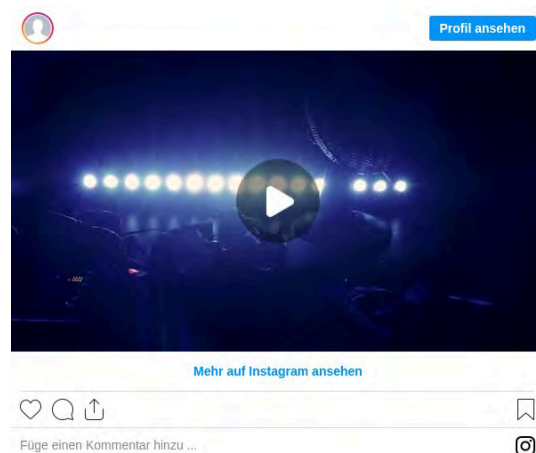 Profil ansehen
Mehr auf Instagram ansehen
Füge einen Kommentar hinzu ...